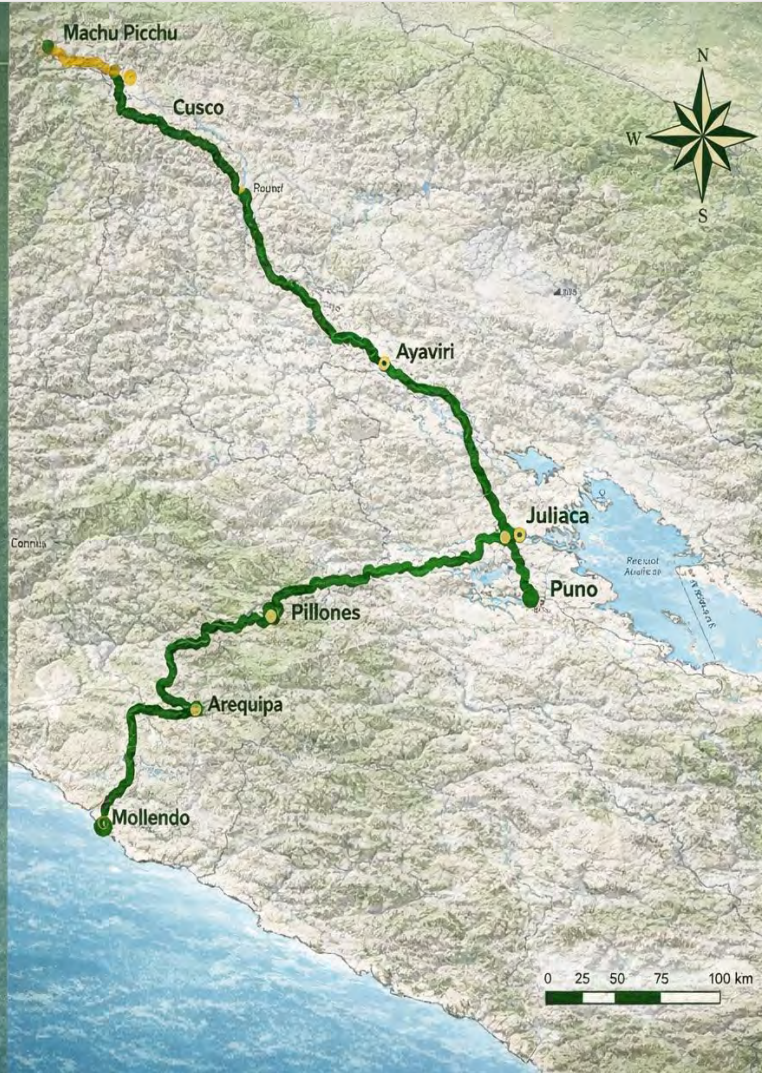 Machu Picchu
N
Cusco
W
S
Ayaviri
Juliaca
Puno
Pillones
Arequipa
Mollendo
0 25 50 75 100 km